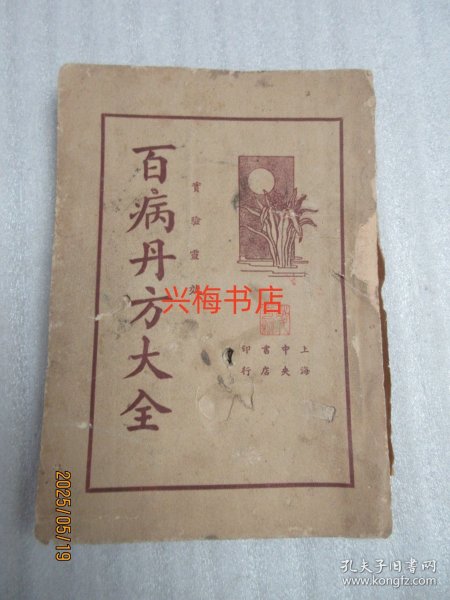 百病丹方大全
實驗靈
上海
中央
書店
印行
兴梅书店
2025/05/19
孔夫子旧书网
www.kongfz.com